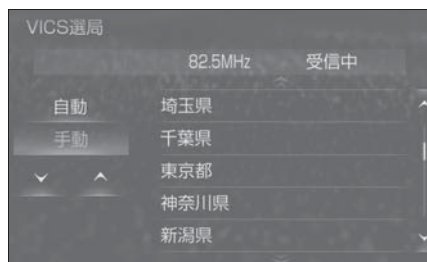 VICS選局
82.5MHz 受信中
自動
手動
埼玉県
千葉県
東京都
神奈川県
新潟県